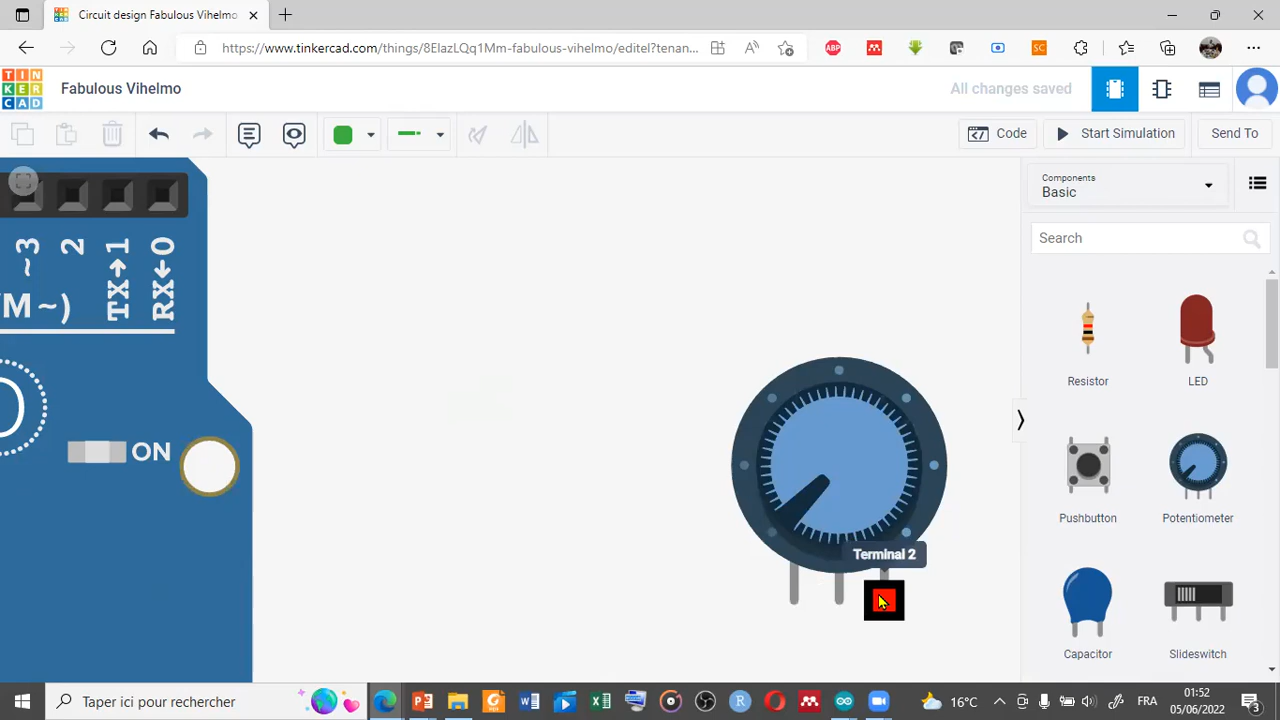 Circuit design Fabulous Vihelmo
https://www.tinkercad.com/things/8ElazLQq1Mm-fabulous-vihelmo/editel?tenan...
ABP
SC
TIN
KER
CAD
Fabulous Vihelmo
All changes saved
Code
Start Simulation
Send To
Components
Basic
Search
~3
2
TX→1
RX←0
M~)
ON
Terminal 2
Resistor
LED
Pushbutton
Potentiometer
Capacitor
Slideswitch
Taper ici pour rechercher
16°C
FRA
01:52
05/06/2022
3